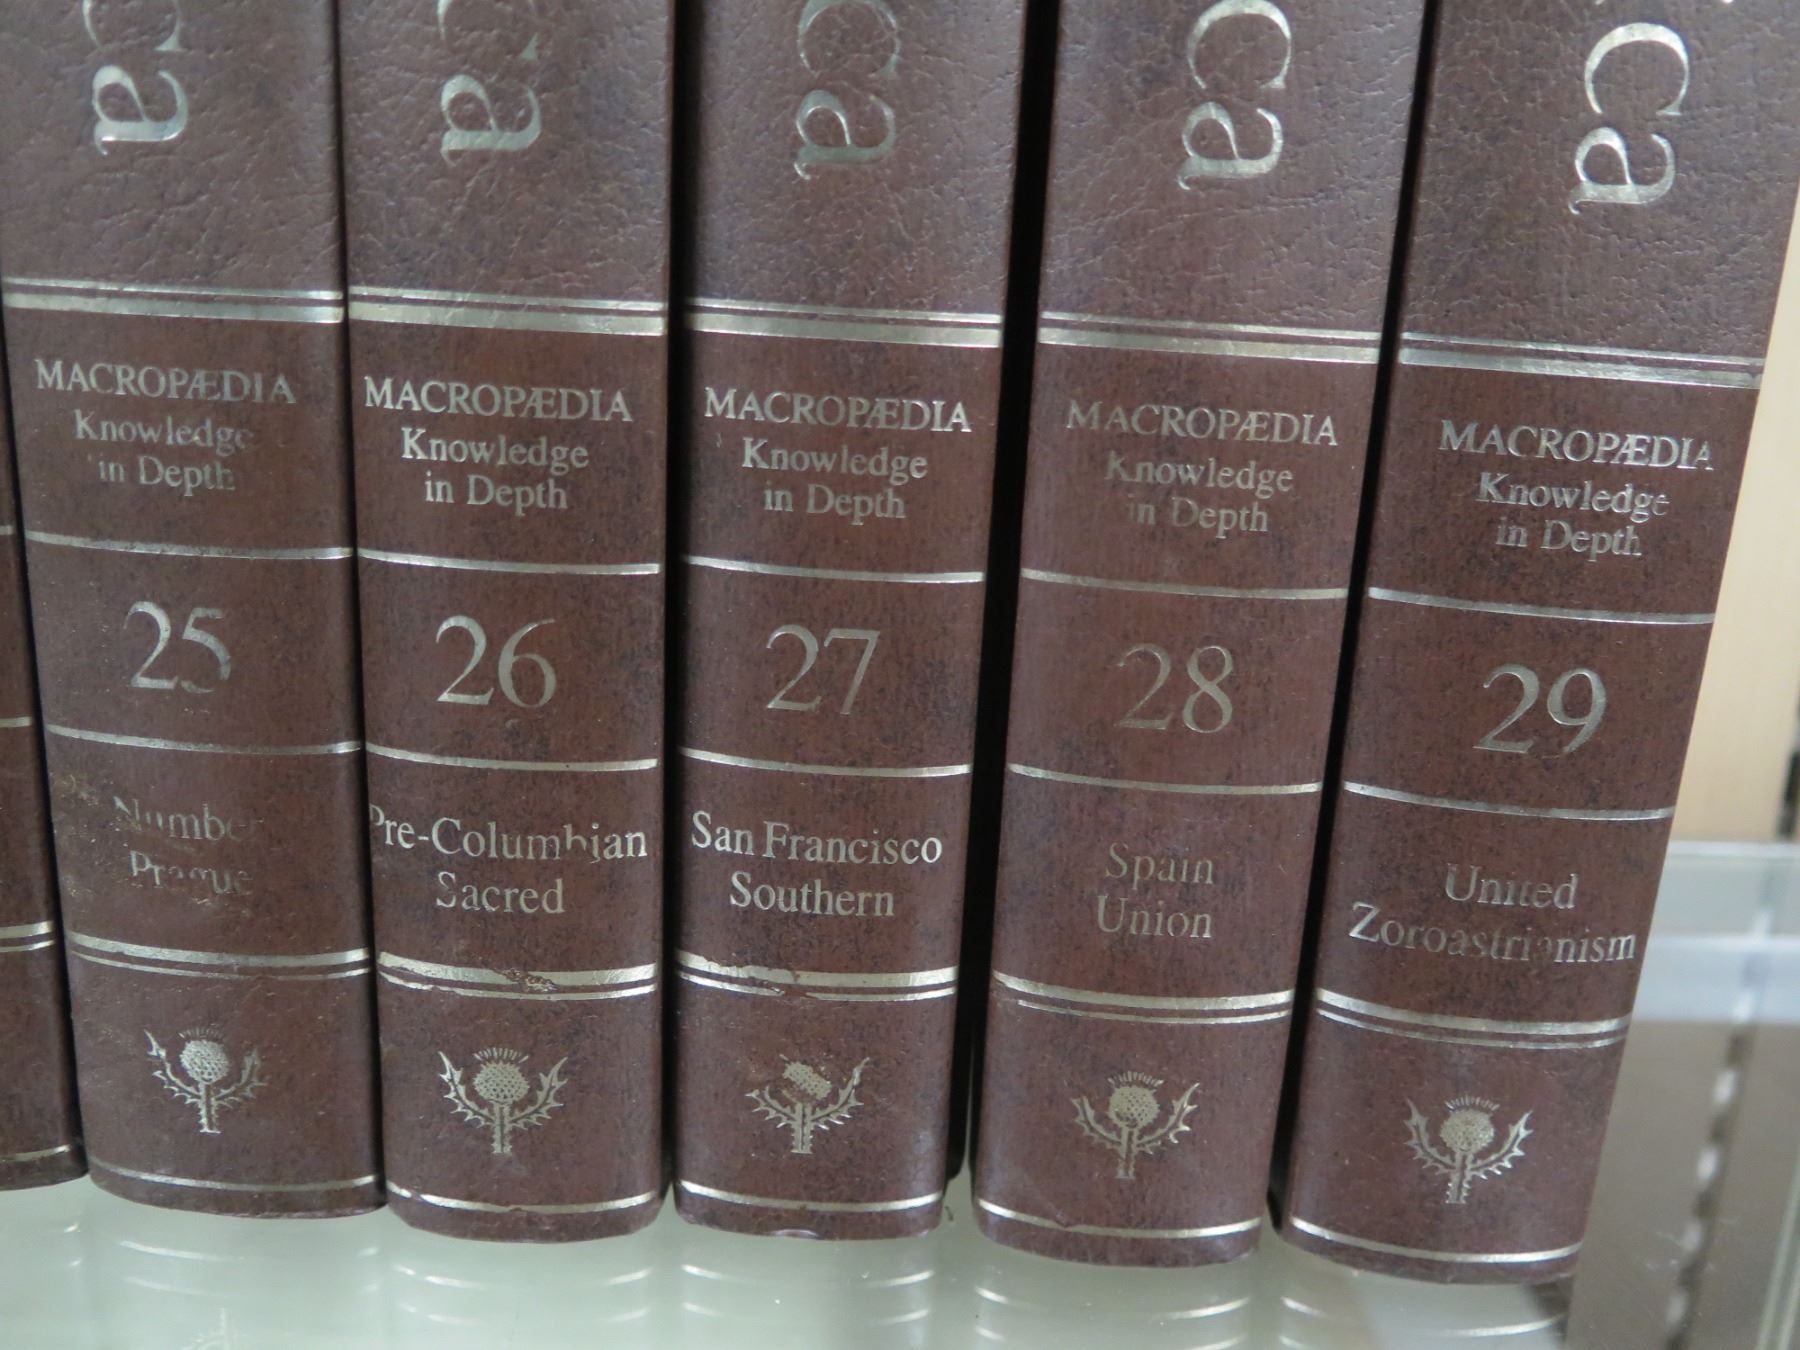 ca
MACROPÆDIA
Knowledge
in Depth
25
Number
Prague
ca
MACROPÆDIA
Knowledge
in Depth
26
Pre-Columbian
Sacred
ca
MACROPÆDIA
Knowledge
in Depth
27
San Francisco
Southern
ca
MACROPÆDIA
Knowledge
in Depth
28
Spain
Union
ca
MACROPÆDIA
Knowledge
in Depth
29
United
Zoroastrianism